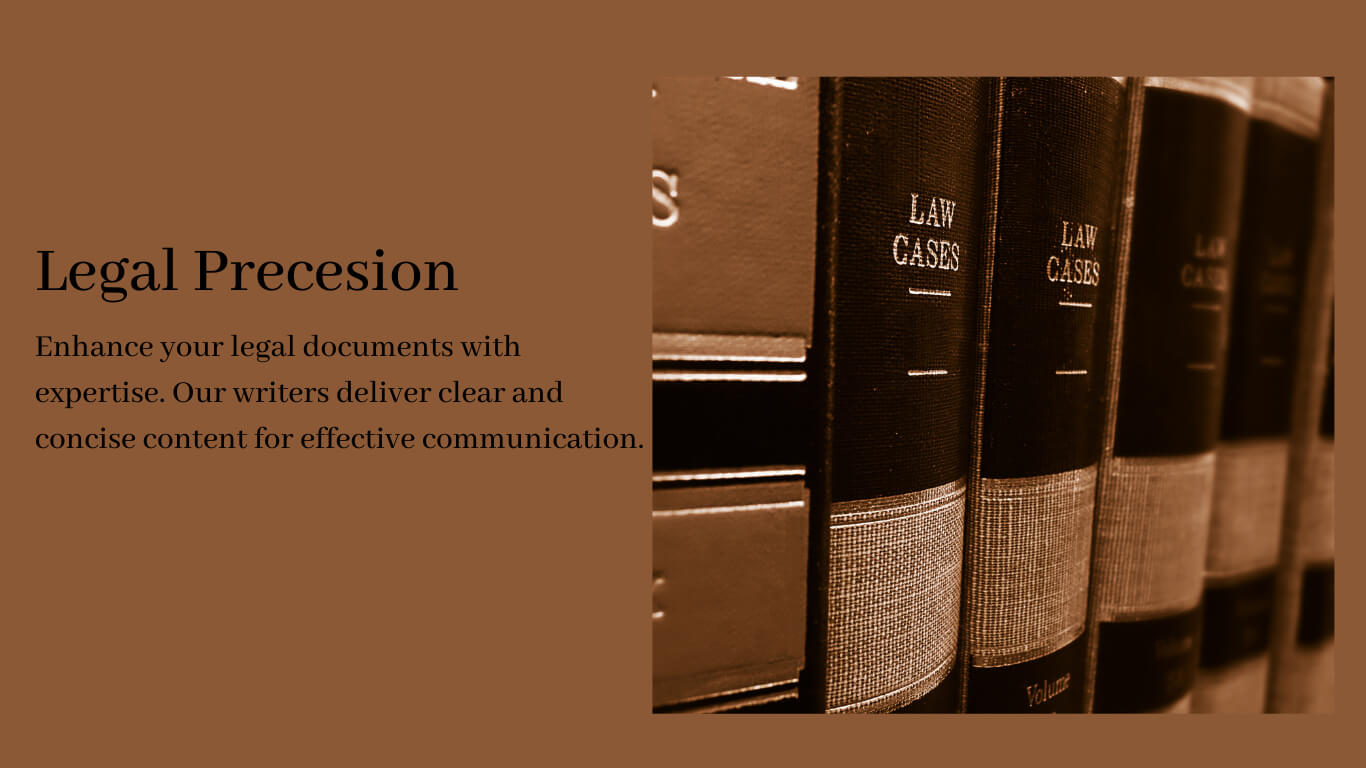 Legal Precesion
Enhance your legal documents with
expertise. Our writers deliver clear and
concise content for effective communication.
S
LAW
CASES
LAW
CASES
LAW
CASES
Volume